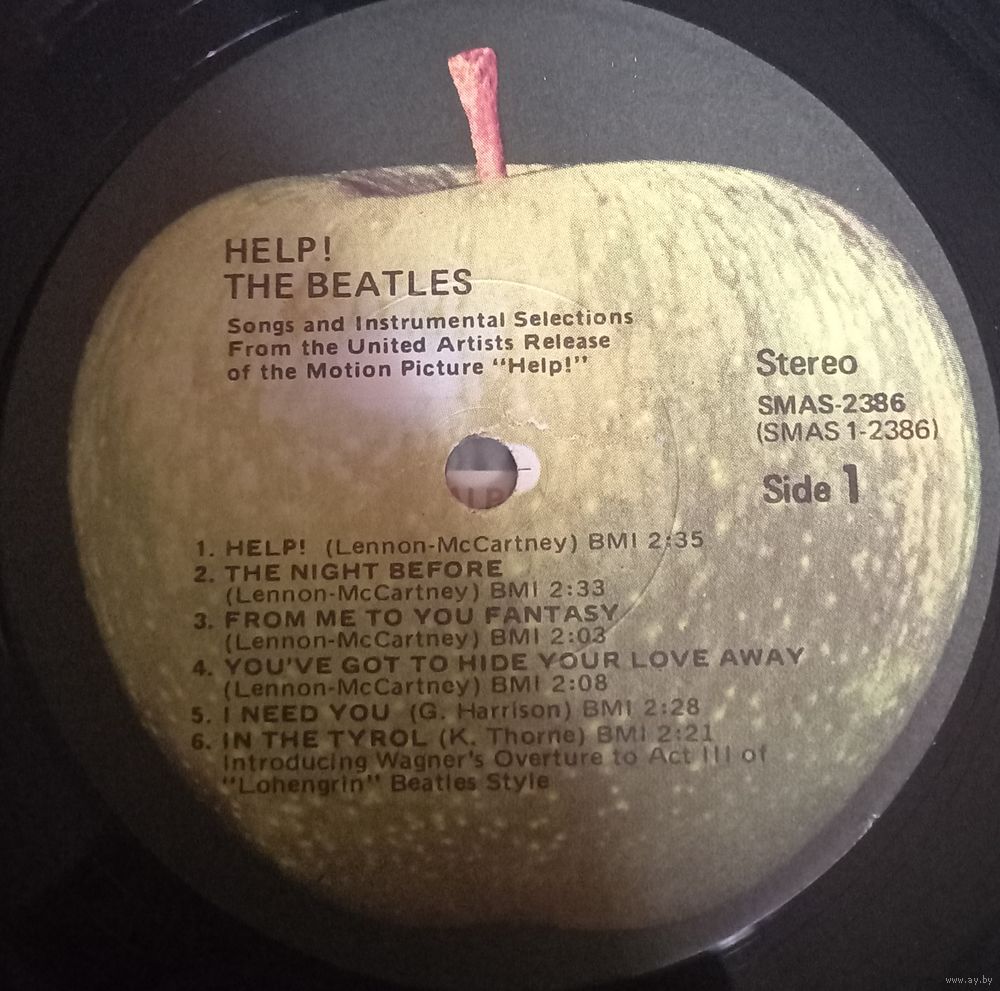 HELP!
THE BEATLES
Songs and Instrumental Selections
From the United Artists Release
of the Motion Picture “Help!”
Stereo
SMAS-2386
(SMAS 1-2386)
Side 1
1. HELP! (Lennon-McCartney) BMI 2:35
2. THE NIGHT BEFORE
(Lennon-McCartney) BMI 2:33
3. FROM ME TO YOU FANTASY
(Lennon-McCartney) BMI 2:03
4. YOU'VE GOT TO HIDE YOUR LOVE AWAY
(Lennon-McCartney) BMI 2:08
5. I NEED YOU (G. Harrison) BMI 2:28
6. IN THE TYROL (K. Thorne) BMI 2:21
Introducing Wagner's Overture to Act III of
“Lohengrin” Beatles Style
www.ay.by